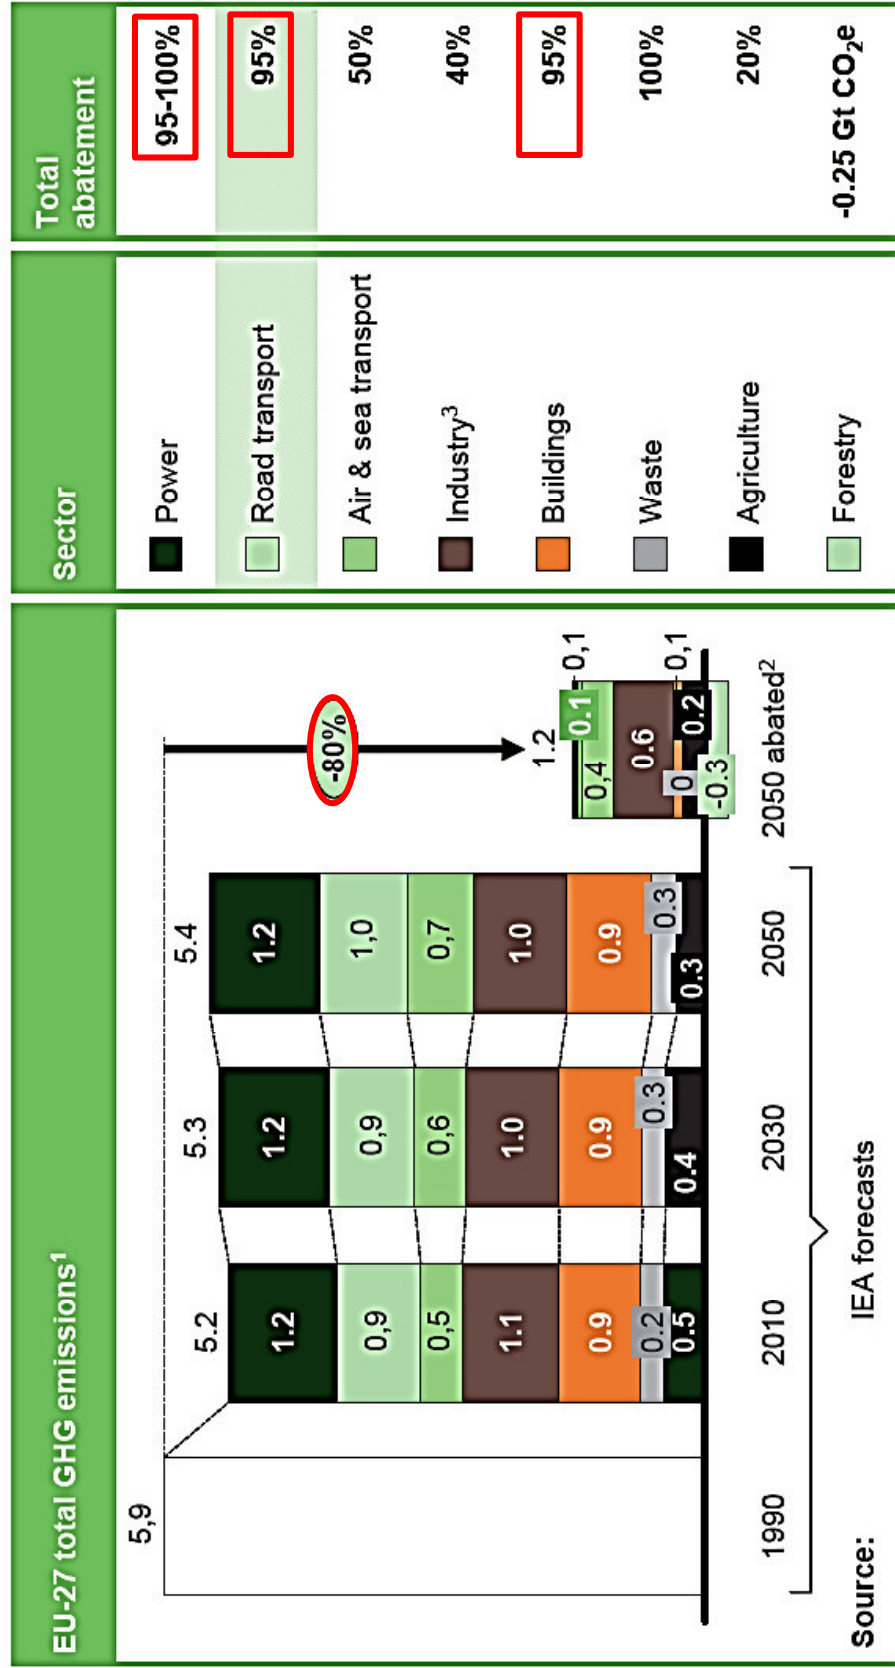 EU-27 total GHG emissions¹
Sector
Total
abatement
5,9
5.2
5.3
5.4
1.2
-80%
1.2
0,9
0,5
1.1
0.9
0.2
0.5
1.2
0,9
0,6
1.0
0.9
0.3
0.4
1.2
1,0
0,7
1.0
0.9
0.3
0.3
0,1
0.1
0,4
0.6
0,1
0
0.2
-0.3
1990
2010
2030
2050
2050 abated²
IEA forecasts
Source:
Power 95-100%
Road transport 95%
Air & sea transport 50%
Industry³ 40%
Buildings 95%
Waste 100%
Agriculture 20%
Forestry -0.25 Gt CO₂e